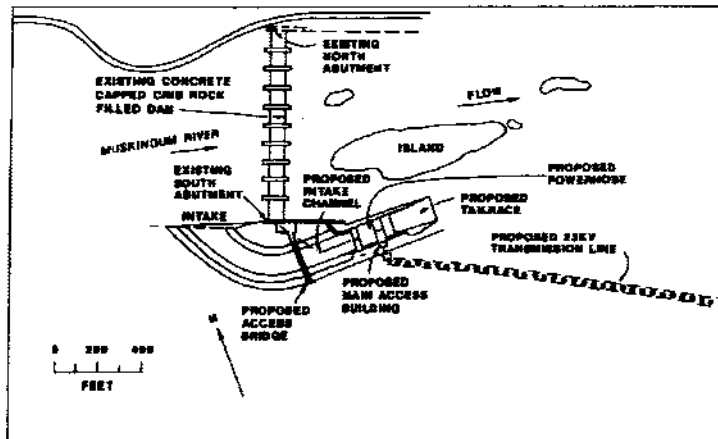 EXISTING
NORTH
ABUTMENT
EXISTING CONCRETE
CAPPED CRIB ROCK
FILLED DAM
FLOW
MUSKINGUM RIVER
ISLAND
EXISTING
SOUTH
ABUTMENT
PROPOSED
INTAKE
CHANNEL
PROPOSED
POWERHOSE
INTAKE
PROPOSED
TAILRACE
PROPOSED 23KV
TRANSMISSION LINE
PROPOSED
MAIN ACCESS
BUILDING
PROPOSED
ACCESS
BRIDGE
N
0 200 400
FEET